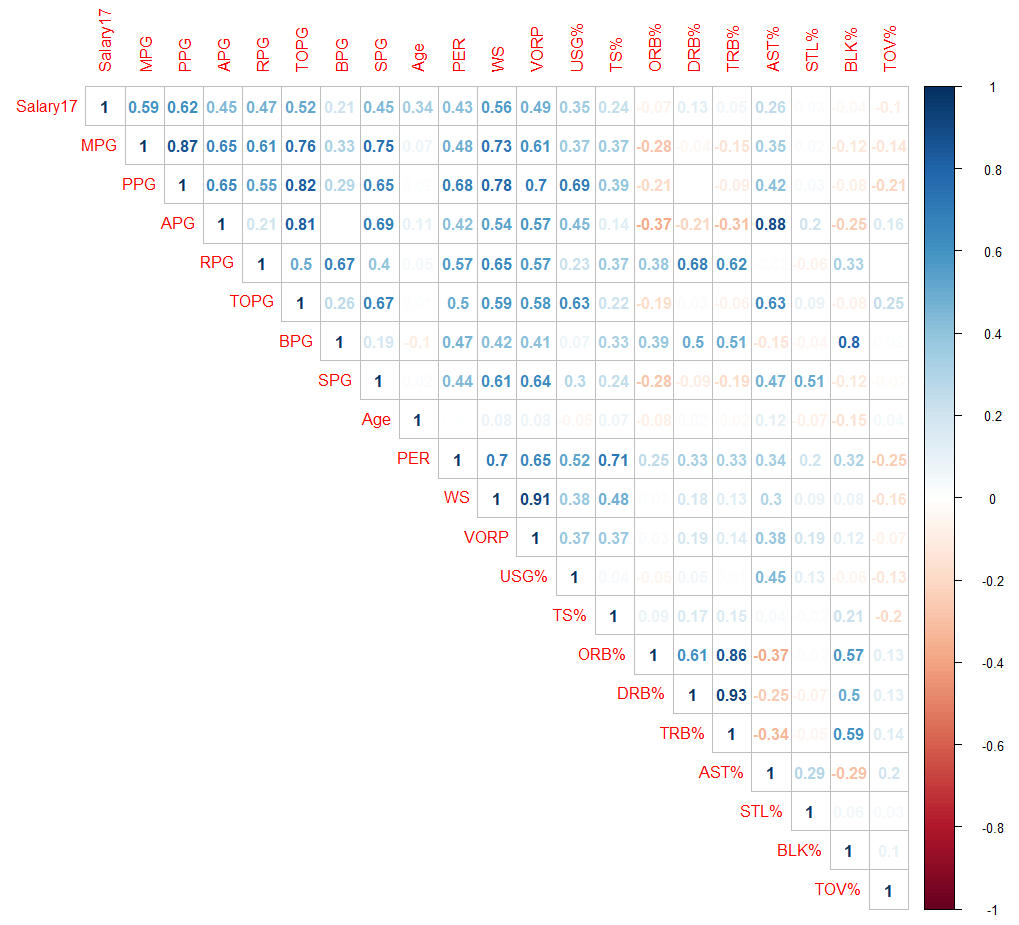 Salary17 MPG PPG APG RPG TOPG BPG SPG Age PER WS VORP USG% TS% ORB% DRB% TRB% AST% STL% BLK% TOV%
Salary17 1 0.59 0.62 0.45 0.47 0.52 0.21 0.45 0.34 0.43 0.56 0.49 0.35 0.24 -0.07 0.13 0.05 0.26 -0.04 -0.1 1
MPG 1 0.87 0.65 0.61 0.76 0.33 0.75 0.07 0.48 0.73 0.61 0.37 0.37 -0.28 -0.04 -0.15 0.35 -0.12 -0.14
PPG 1 0.65 0.55 0.82 0.29 0.65 0.68 0.78 0.7 0.69 0.39 -0.21 -0.09 0.42 0.03 -0.08 -0.21 0.8
APG 1 0.21 0.81 0.69 0.11 0.42 0.54 0.57 0.45 0.14 -0.37 -0.21 -0.31 0.88 0.2 -0.25 0.16
RPG 1 0.5 0.67 0.4 0.05 0.57 0.65 0.57 0.23 0.37 0.38 0.68 0.62 -0.06 0.33 0.6
TOPG 1 0.26 0.67 0.5 0.59 0.58 0.63 0.22 -0.19 -0.06 0.63 0.09 -0.08 0.25
BPG 1 0.19 -0.1 0.47 0.42 0.41 0.07 0.33 0.39 0.5 0.51 -0.15 -0.04 0.8 0.4
SPG 1 0.44 0.61 0.64 0.3 0.24 -0.28 -0.09 -0.19 0.47 0.51 -0.12
Age 1 0.08 0.08 -0.05 0.07 -0.08 0.12 -0.07 -0.15 0.04 0.2
PER 1 0.7 0.65 0.52 0.71 0.25 0.33 0.33 0.34 0.2 0.32 -0.25
WS 1 0.91 0.38 0.48 0.18 0.13 0.3 0.09 0.08 -0.16 0
VORP 1 0.37 0.37 0.03 0.19 0.14 0.38 0.19 0.12 -0.07
USG% 1 0.04 -0.05 0.05 0.45 0.13 -0.06 -0.13 -0.2
TS% 1 0.09 0.17 0.15 0.04 0.21 -0.2
ORB% 1 0.61 0.86 -0.37 0.57 0.13 -0.4
DRB% 1 0.93 -0.25 -0.07 0.5 0.13
TRB% 1 -0.34 -0.05 0.59 0.14 -0.6
AST% 1 0.29 -0.29 0.2
STL% 1 0.06 0.03 -0.8
BLK% 1 0.1
TOV% 1 -1